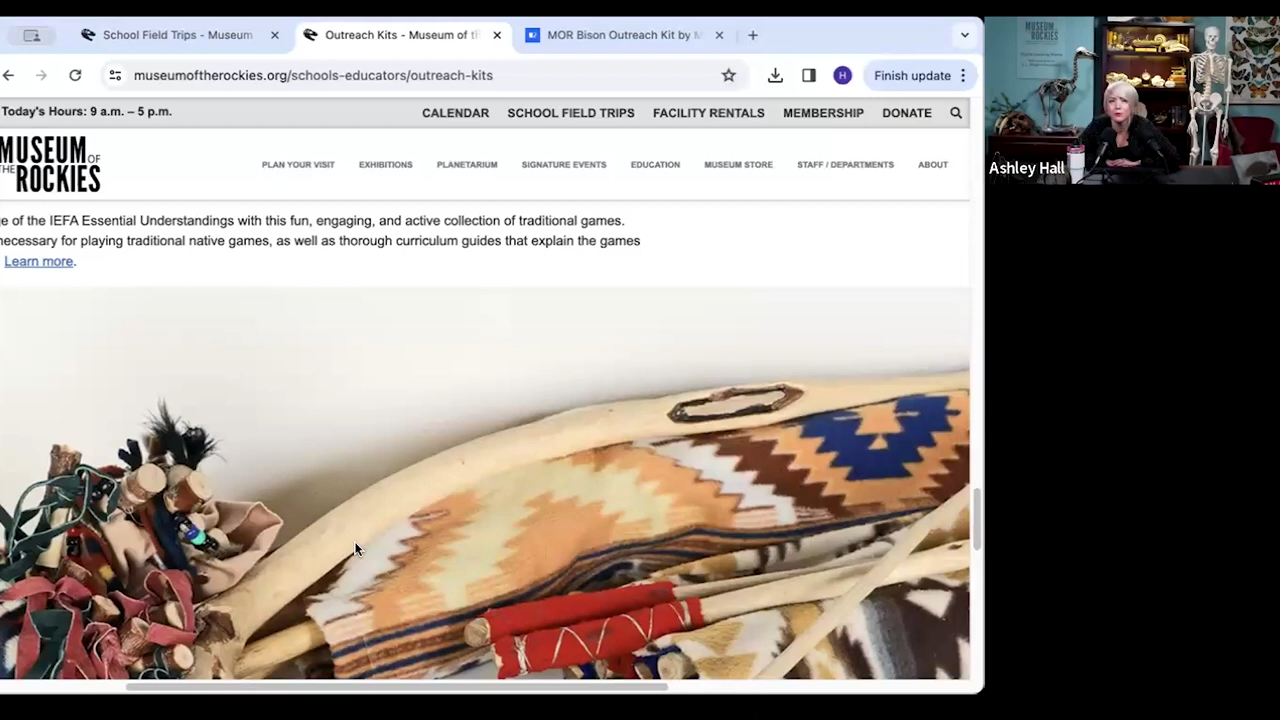 School Field Trips - Museum
Outreach Kits - Museum of t
MOR Bison Outreach Kit by M
museumoftherockies.org/schools-educators/outreach-kits
H
Finish update
Today's Hours: 9 a.m. – 5 p.m.
CALENDAR
SCHOOL FIELD TRIPS
FACILITY RENTALS
MEMBERSHIP
DONATE
MUSEUM OF
THE ROCKIES
PLAN YOUR VISIT
EXHIBITIONS
PLANETARIUM
SIGNATURE EVENTS
EDUCATION
MUSEUM STORE
STAFF / DEPARTMENTS
ABOUT
e of the IEFA Essential Understandings with this fun, engaging, and active collection of traditional games.
necessary for playing traditional native games, as well as thorough curriculum guides that explain the games
Learn more.
MUSEUM OF THE
ROCKIES
Ashley Hall